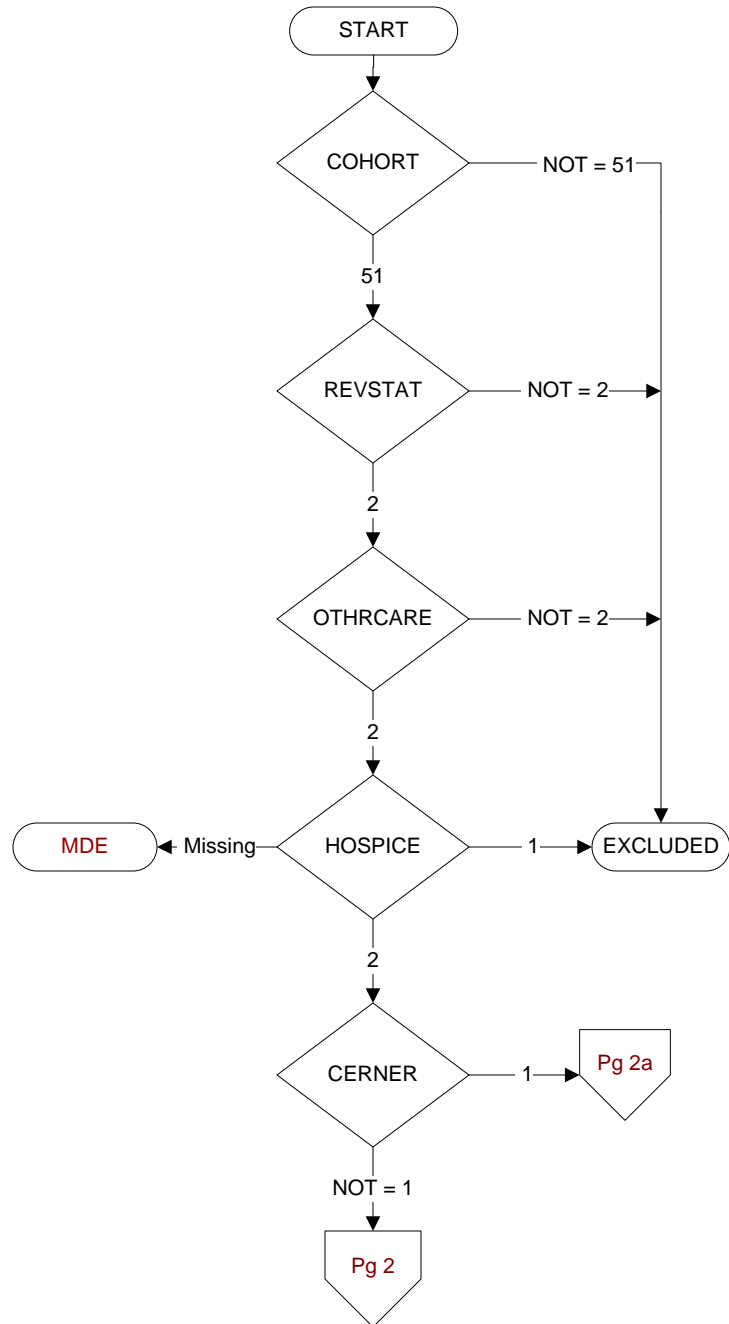 START
COHORT
NOT = 51
51
REVSTAT
NOT = 2
2
OTHRCARE
NOT = 2
2
MDE
Missing
HOSPICE
1
EXCLUDED
2
CERNER
1
Pg 2a
NOT = 1
Pg 2